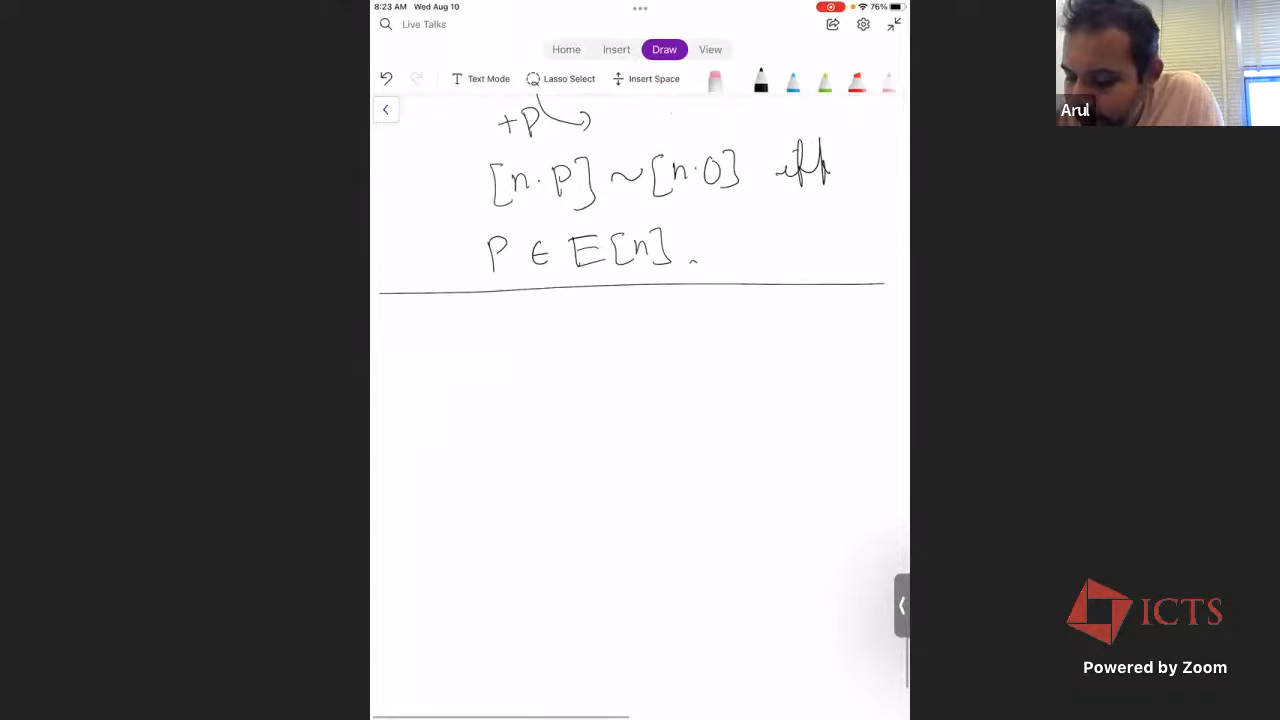 8:23 AM Wed Aug 10
76%
Live Talks
Home Insert Draw View
Text Mode Lasso Select Insert Space
+P
[n·P] ~ [n·O] iff
P ∈ E[n].
Arul
ICTS
Powered by Zoom